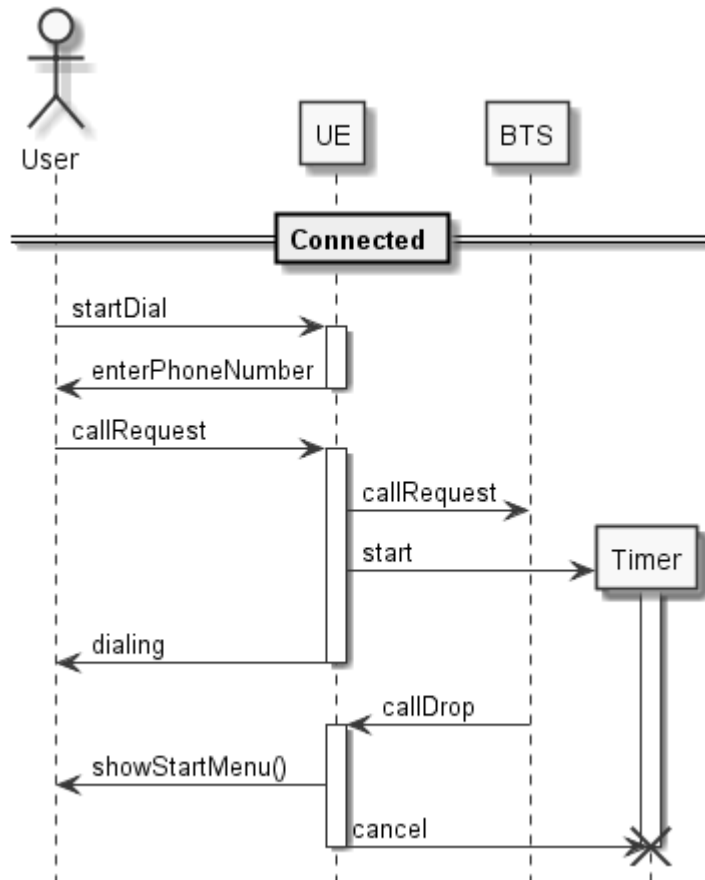 User
UE
BTS
Connected
startDial
enterPhoneNumber
callRequest
callRequest
start
Timer
dialing
callDrop
showStartMenu()
cancel